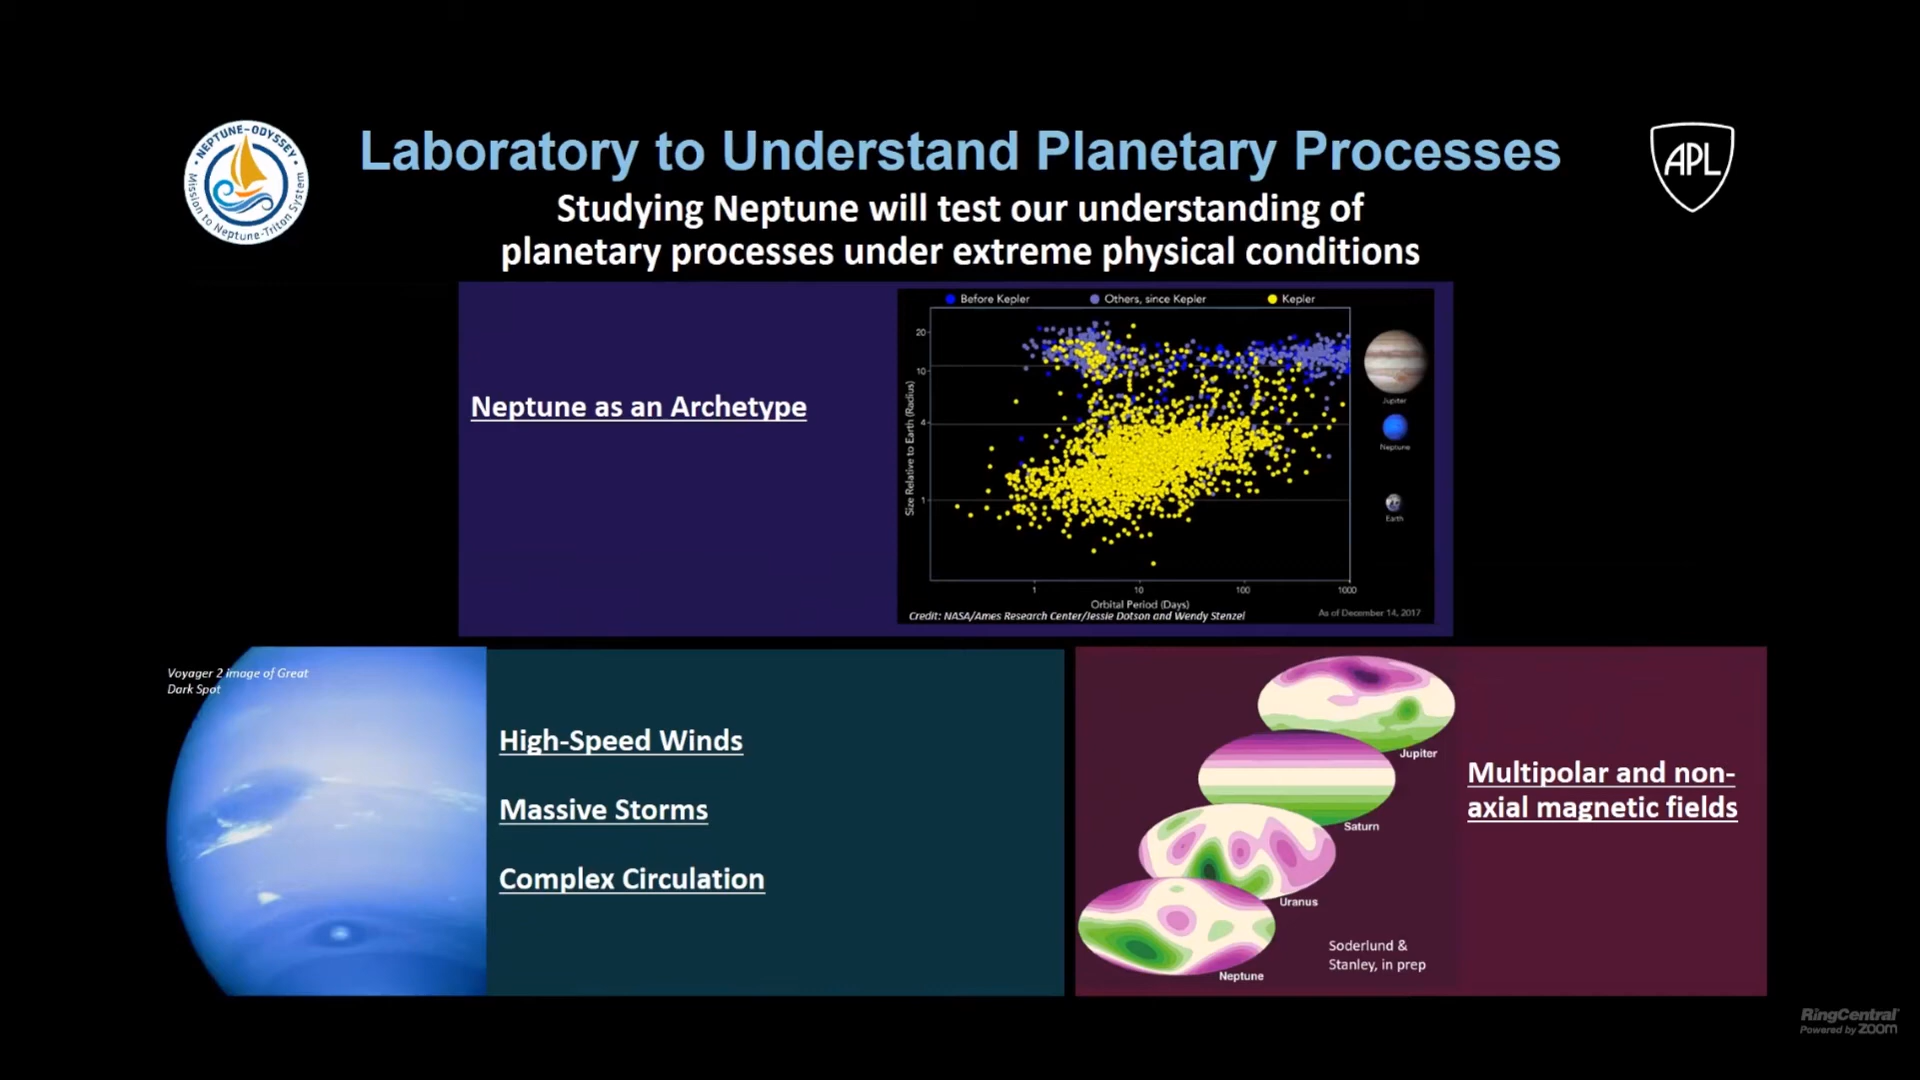 NEPTUNE-ODYSSEY
Mission to Neptune-Triton System
Laboratory to Understand Planetary Processes
APL
Studying Neptune will test our understanding of
planetary processes under extreme physical conditions
Neptune as an Archetype
Before Kepler
Others, since Kepler
Kepler
Size Relative to Earth (Radius)
20
10
4
1
1
10
100
1000
Orbital Period (Days)
Jupiter
Neptune
Earth
Credit: NASA/Ames Research Center/Jessie Dotson and Wendy Stenzel
As of December 14, 2017
Voyager 2 image of Great
Dark Spot
High-Speed Winds
Massive Storms
Complex Circulation
Jupiter
Saturn
Uranus
Neptune
Soderlund &
Stanley, in prep
Multipolar and non-
axial magnetic fields
RingCentral
Powered by zoom